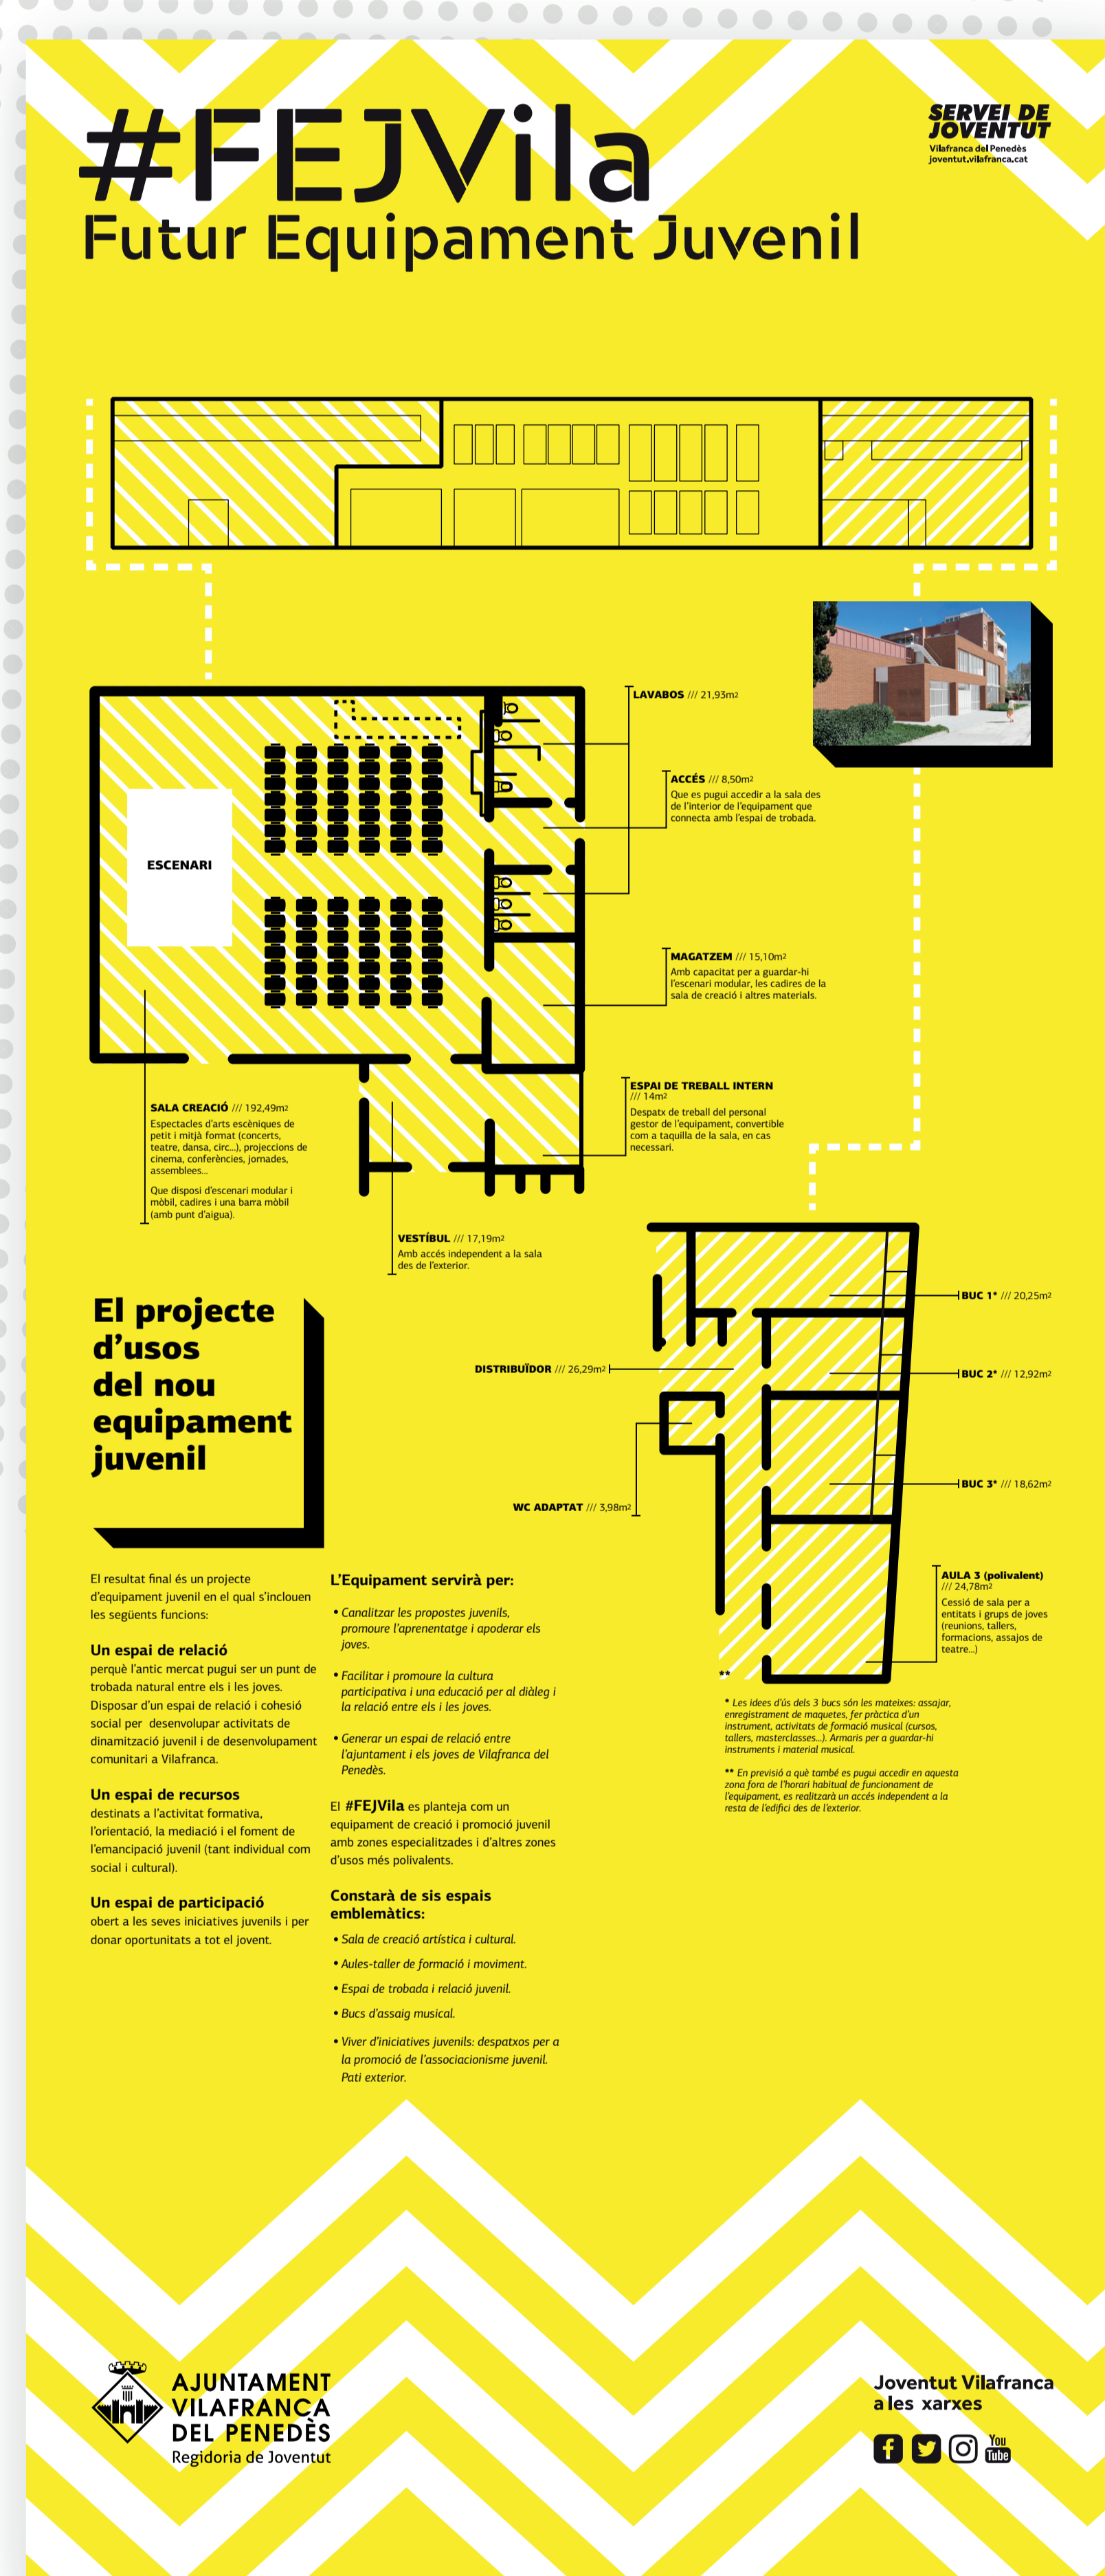 #FEJVila
Futur Equipament Juvenil
SERVEI DE
JOVENTUT
Vilafranca del Penedès
joventut.vilafranca.cat
LAVABOS /// 21,93m2
ACCÉS /// 8,50m2
Que es pugui accedir a la sala des
de l'interior de l'equipament que
connecta amb l'espai de trobada.
ESCENARI
MAGATZEM /// 15,10m2
Amb capacitat per a guardar-hi
l'escenari modular, les cadires de la
sala de creació i altres materials.
ESPAI DE TREBALL INTERN
/// 14m2
Despatx de treball del personal
gestor de l'equipament, convertible
com a taquilla de la sala, en cas
necessari.
SALA CREACIÓ /// 192,49m2
Espectacles d'arts escèniques de
petit i mitjà format (concerts,
teatre, dansa, circ...), projeccions de
cinema, conferències, jornades,
assemblees...
Que disposi d'escenari modular i
mòbil, cadires i una barra mòbil
(amb punt d'aigua).
VESTÍBUL /// 17,19m2
Amb accés independent a la sala
des de l'exterior.
BUC 1* /// 20,25m2
DISTRIBUÏDOR /// 26,29m2
BUC 2* /// 12,92m2
BUC 3* /// 18,62m2
WC ADAPTAT /// 3,98m2
AULA 3 (polivalent)
/// 24,78m2
Cessió de sala per a
entitats i grups de joves
(reunions, tallers,
formacions, assajos de
teatre...)
**
* Les idees d'ús dels 3 bucs són les mateixes: assajar,
enregistrament de maquetes, fer pràctica d'un
instrument, activitats de formació musical (cursos,
tallers, masterclasses...). Armaris per a guardar-hi
instruments i material musical.
** En previsió a què també es pugui accedir en aquesta
zona fora de l'horari habitual de funcionament de
l'equipament, es realitzarà un accés independent a la
resta de l'edifici des de l'exterior.
El projecte
d'usos
del nou
equipament
juvenil
El resultat final és un projecte
d'equipament juvenil en el qual s'inclouen
les següents funcions:
Un espai de relació
perquè l'antic mercat pugui ser un punt de
trobada natural entre els i les joves.
Disposar d'un espai de relació i cohesió
social per desenvolupar activitats de
dinamització juvenil i de desenvolupament
comunitari a Vilafranca.
Un espai de recursos
destinats a l'activitat formativa,
l'orientació, la mediació i el foment de
l'emancipació juvenil (tant individual com
social i cultural).
Un espai de participació
obert a les seves iniciatives juvenils i per
donar oportunitats a tot el jovent.
L'Equipament servirà per:
• Canalitzar les propostes juvenils,
promoure l'aprenentatge i apoderar els
joves.
• Facilitar i promoure la cultura
participativa i una educació per al diàleg i
la relació entre els i les joves.
• Generar un espai de relació entre
l'ajuntament i els joves de Vilafranca del
Penedès.
El #FEJVila es planteja com un
equipament de creació i promoció juvenil
amb zones especialitzades i d'altres zones
d'usos més polivalents.
Constarà de sis espais
emblemàtics:
• Sala de creació artística i cultural.
• Aules-taller de formació i moviment.
• Espai de trobada i relació juvenil.
• Bucs d'assaig musical.
• Viver d'iniciatives juvenils: despatxos per a
la promoció de l'associacionisme juvenil.
Pati exterior.
AJUNTAMENT
VILAFRANCA
DEL PENEDÈS
Regidoria de Joventut
Joventut Vilafranca
a les xarxes
You
Tube